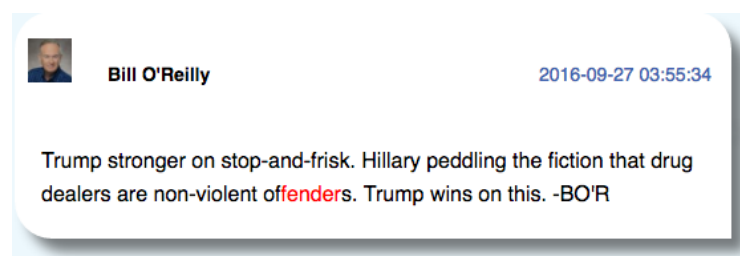 Bill O'Reilly 2016-09-27 03:55:34
Trump stronger on stop-and-frisk. Hillary peddling the fiction that drug
dealers are non-violent offenders. Trump wins on this. -BO'R